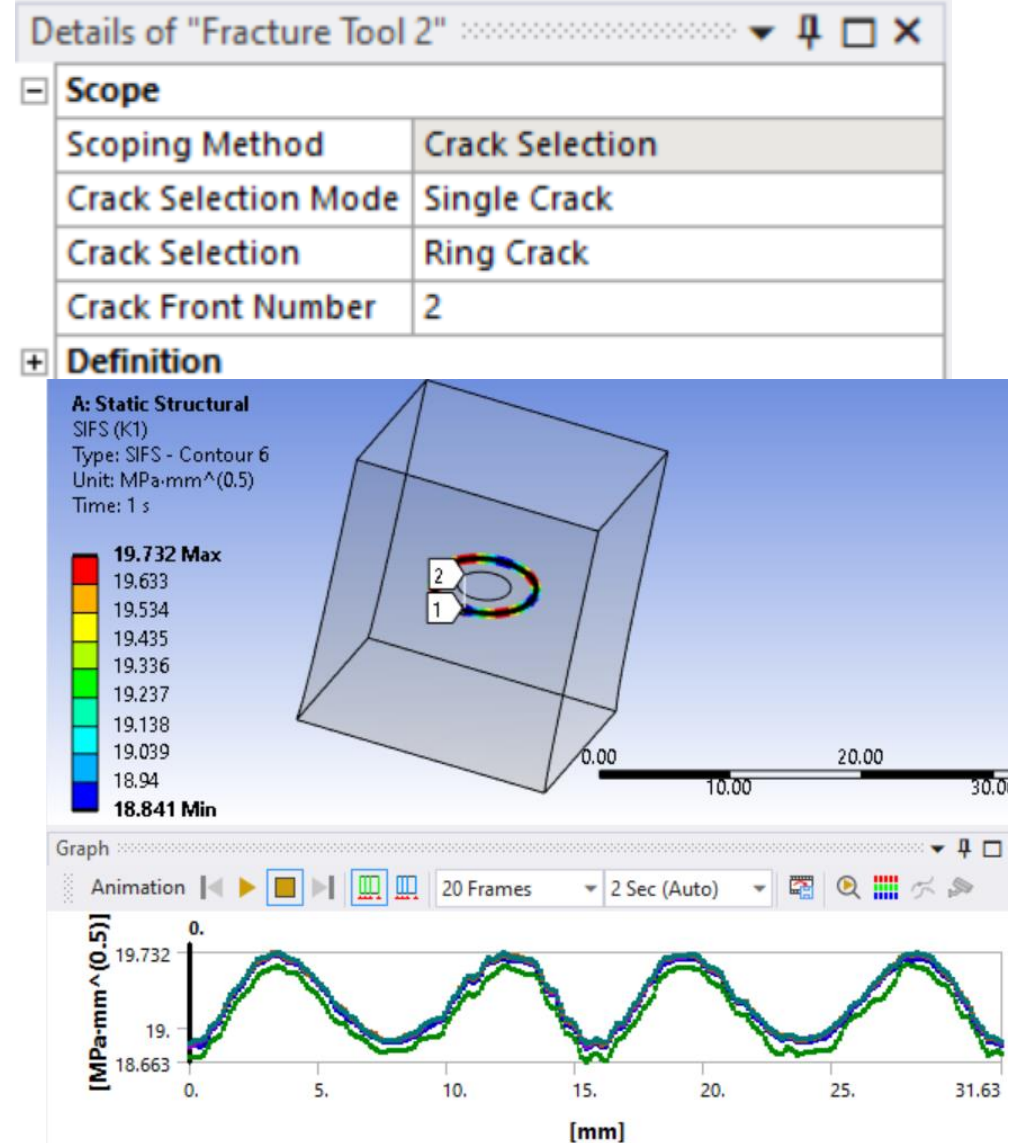 Details of "Fracture Tool 2"
Scope
Scoping Method Crack Selection
Crack Selection Mode Single Crack
Crack Selection Ring Crack
Crack Front Number 2
Definition
A: Static Structural
SIFS (K1)
Type: SIFS - Contour 6
Unit: MPa·mm^(0.5)
Time: 1 s
19.732 Max
19.633
19.534
19.435
19.336
19.237
19.138
19.039
18.94
18.841 Min
2
1
0.00 20.00
10.00 30.0
Graph
Animation 20 Frames 2 Sec (Auto)
[MPa·mm^(0.5)]
0.
19.732
19.
18.663
0. 5. 10. 15. 20. 25. 31.63
[mm]